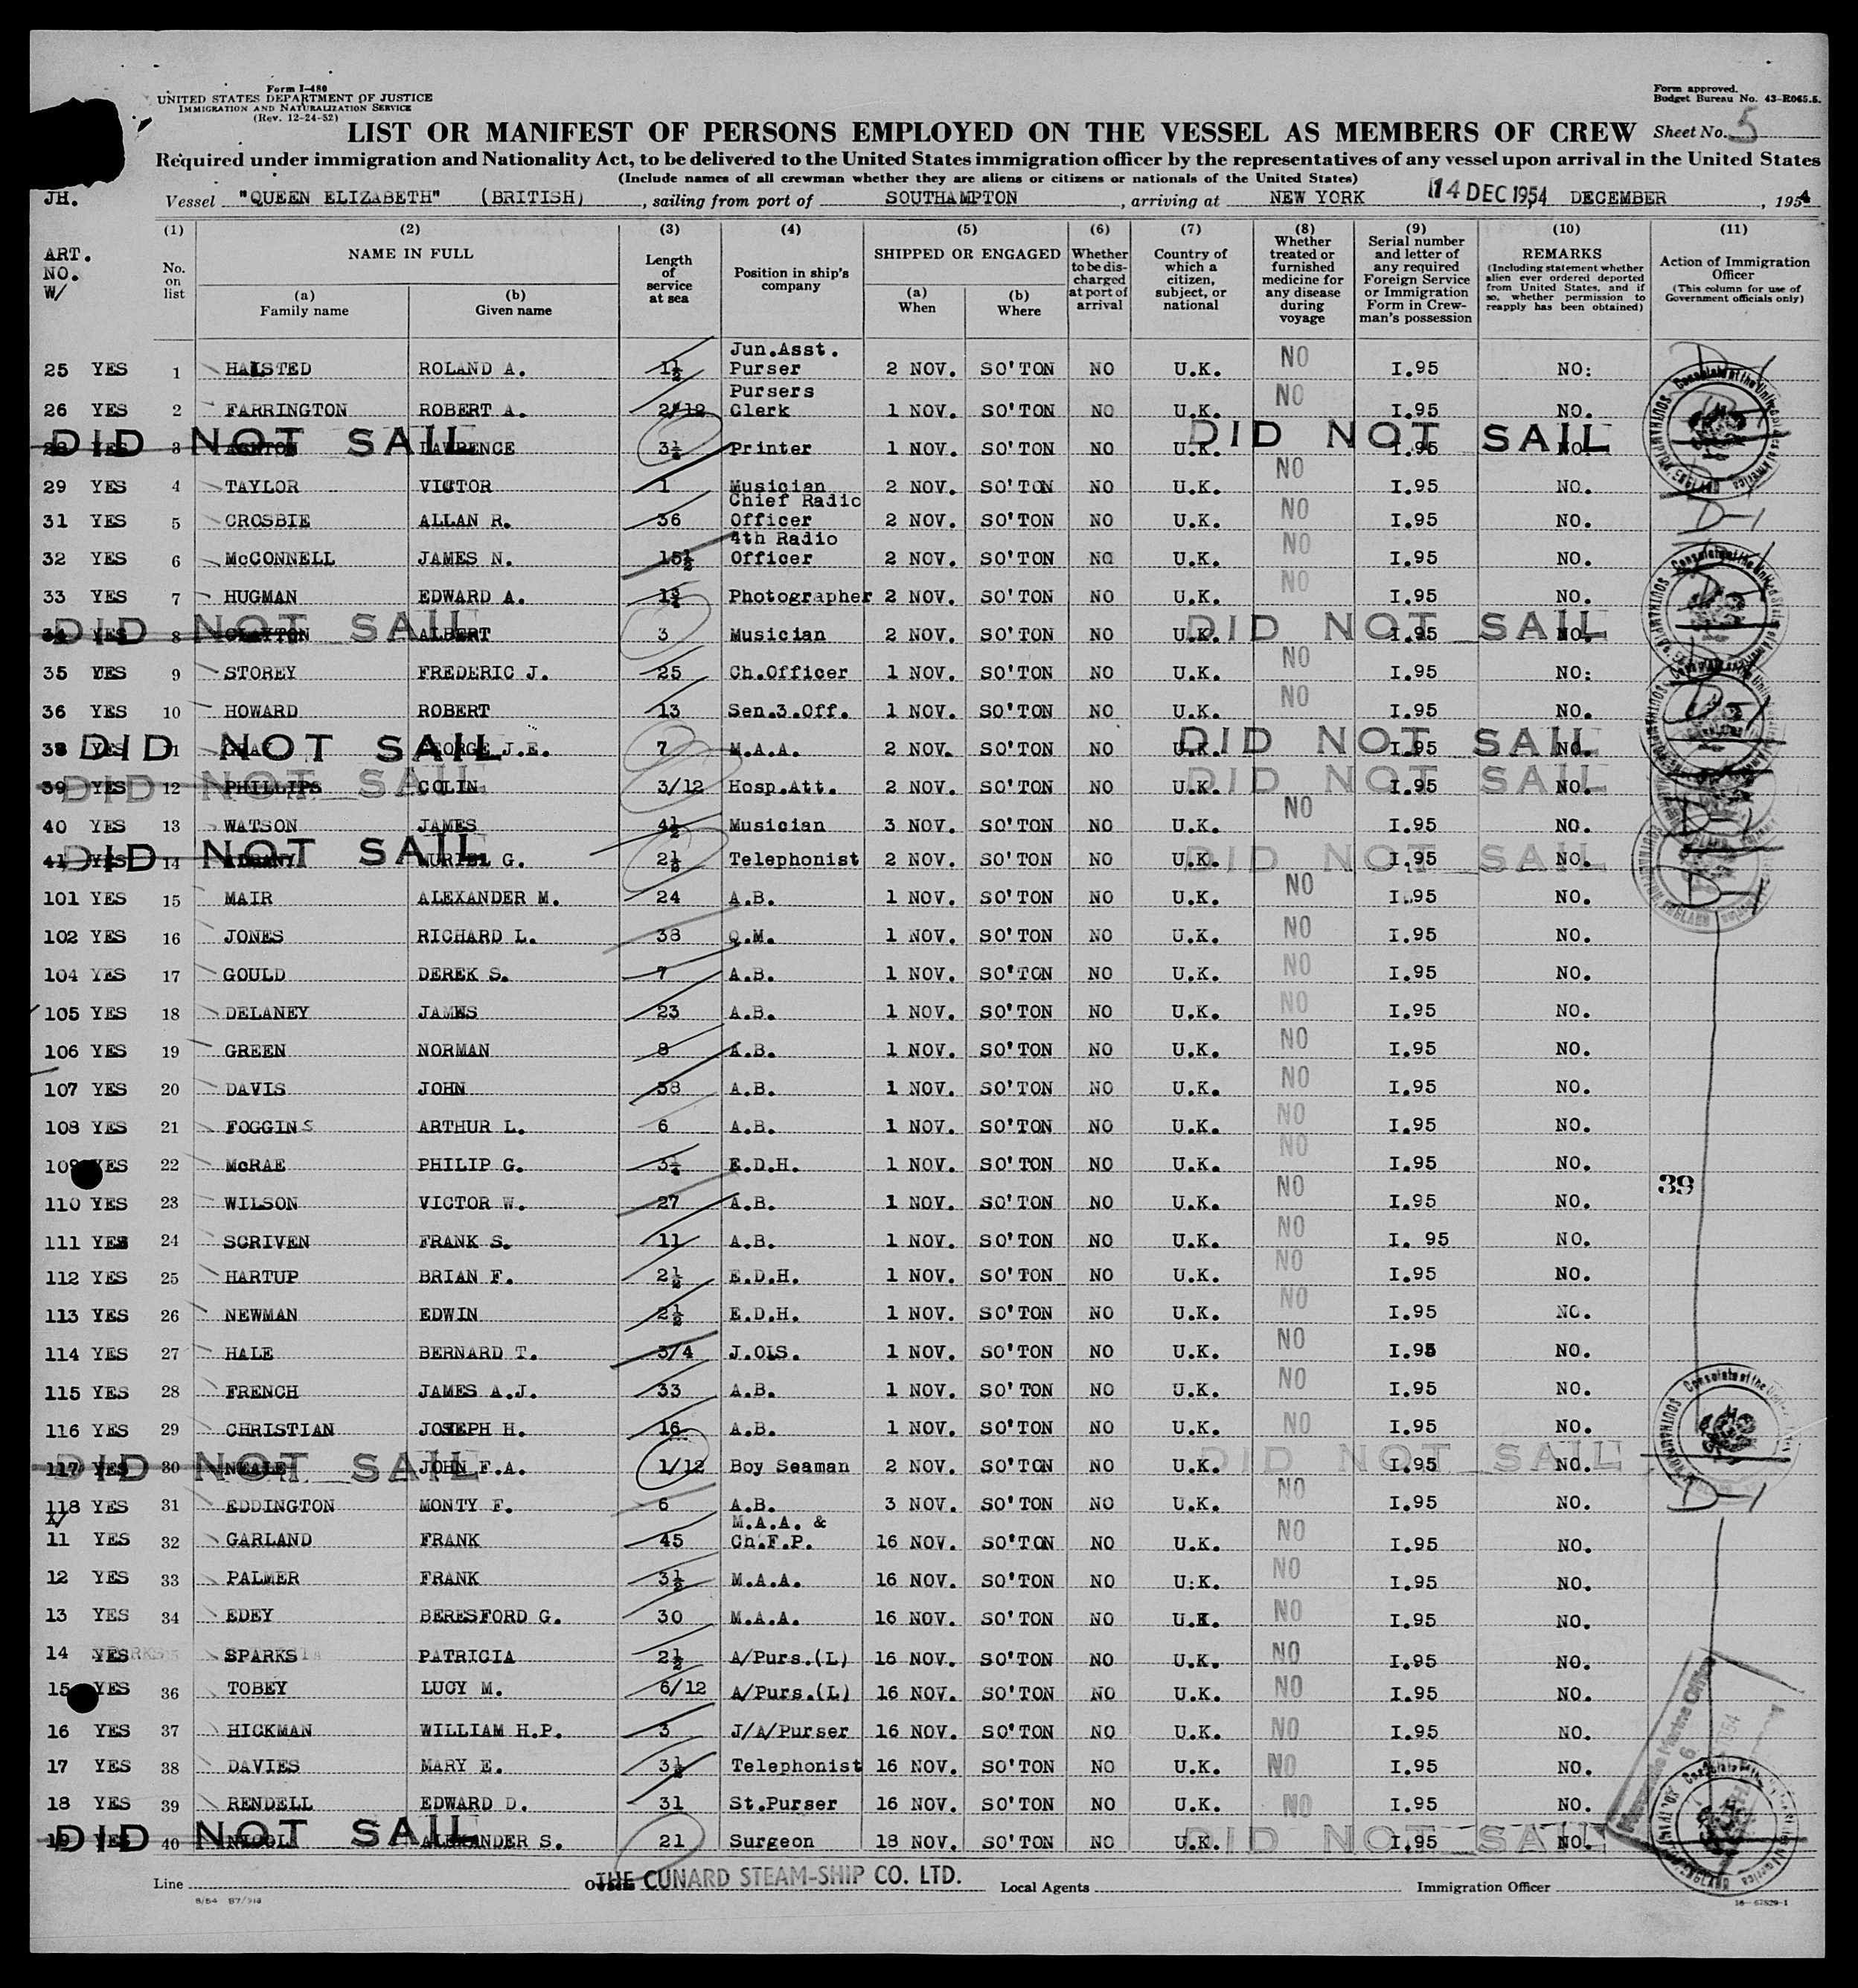 Form I-480
UNITED STATES DEPARTMENT OF JUSTICE
IMMIGRATION AND NATURALIZATION SERVICE
(Rev. 12-24-52)
Form approved.
Budget Bureau No. 43-R065.5.
LIST OR MANIFEST OF PERSONS EMPLOYED ON THE VESSEL AS MEMBERS OF CREW Sheet No. 5
Required under immigration and Nationality Act, to be delivered to the United States immigration officer by the representatives of any vessel upon arrival in the United States
(Include names of all crewman whether they are aliens or citizens or nationals of the United States)
JH. Vessel "QUEEN ELIZABETH" (BRITISH), sailing from port of SOUTHAMPTON, arriving at NEW YORK 14 DEC 1954 DECEMBER, 1954
ART. NO. W/
(1) No. on list
(2) NAME IN FULL (a) Family name (b) Given name
(3) Length of service at sea
(4) Position in ship's company
(5) SHIPPED OR ENGAGED (a) When (b) Where
(6) Whether to be discharged at port of arrival
(7) Country of which a citizen, subject, or national
(8) Whether treated or furnished medicine for any disease during voyage
(9) Serial number and letter of any required Foreign Service or Immigration Form in Crewman's possession
(10) REMARKS (Including statement whether alien ever ordered deported from United States, and if so, whether permission to reapply has been obtained)
(11) Action of Immigration Officer (This column for use of Government officials only)
25 YES 1 HALSTED ROLAND A. 1½ Jun.Asst. Purser 2 NOV. SO'TON NO U.K. NO I.95 NO:
26 YES 2 FARRINGTON ROBERT A. 2/12 Pursers Clerk 1 NOV. SO'TON NO U.K. NO I.95 NO.
28 YES 3 LAWRENCE 3½ Printer 1 NOV. SO'TON NO U.K. I.95 NO. DID NOT SAIL DID NOT SAIL
29 YES 4 TAYLOR VICTOR 1 Musician 2 NOV. SO'TON NO U.K. NO I.95 NO.
31 YES 5 CROSBIE ALLAN R. 36 Chief Radio Officer 2 NOV. SO'TON NO U.K. NO I.95 NO. D-1
32 YES 6 McCONNELL JAMES N. 15½ 4th Radio Officer 2 NOV. SO'TON NO U.K. NO I.95 NO.
33 YES 7 HUGMAN EDWARD A. Photographer 2 NOV. SO'TON NO U.K. NO I.95 NO.
34 YES 8 CLAYTON ALBERT 3 Musician 2 NOV. SO'TON NO U.K. I.95 NO. DID NOT SAIL DID NOT SAIL
35 YES 9 STOREY FREDERIC J. 25 Ch.Officer 1 NOV. SO'TON NO U.K. NO I.95 NO:
36 YES 10 HOWARD ROBERT 13 Sen.3.Off. 1 NOV. SO'TON NO U.K. NO I.95 NO.
38 YES 11 GEORGE J.E. 7 M.A.A. 2 NOV. SO'TON NO U.K. I.95 NO. DID NOT SAIL DID NOT SAIL
39 YES 12 PHILLIPS COLIN 3/12 Hosp.Att. 2 NOV. SO'TON NO U.K. I.95 NO. DID NOT SAIL DID NOT SAIL
40 YES 13 WATSON JAMES 4½ Musician 3 NOV. SO'TON NO U.K. NO I.95 NO.
41 YES 14 MURIEL G. 2½ Telephonist 2 NOV. SO'TON NO U.K. I.95 NO. DID NOT SAIL DID NOT SAIL
101 YES 15 MAIR ALEXANDER M. 24 A.B. 1 NOV. SO'TON NO U.K. NO I.95 NO. D-1
102 YES 16 JONES RICHARD L. 38 Q.M. 1 NOV. SO'TON NO U.K. NO I.95 NO.
104 YES 17 GOULD DEREK S. 7 A.B. 1 NOV. SO'TON NO U.K. NO I.95 NO.
105 YES 18 DELANEY JAMES 23 A.B. 1 NOV. SO'TON NO U.K. NO I.95 NO.
106 YES 19 GREEN NORMAN 8 A.B. 1 NOV. SO'TON NO U.K. NO I.95 NO.
107 YES 20 DAVIS JOHN 38 A.B. 1 NOV. SO'TON NO U.K. NO I.95 NO.
108 YES 21 FOGGINS ARTHUR L. 6 A.B. 1 NOV. SO'TON NO U.K. NO I.95 NO.
109 YES 22 McRAE PHILIP G. 3¼ E.D.H. 1 NOV. SO'TON NO U.K. NO I.95 NO.
110 YES 23 WILSON VICTOR W. 27 A.B. 1 NOV. SO'TON NO U.K. NO I.95 NO. 39
111 YES 24 SCRIVEN FRANK S. 11 A.B. 1 NOV. SO'TON NO U.K. NO I. 95 NO.
112 YES 25 HARTUP BRIAN F. 2½ E.D.H. 1 NOV. SO'TON NO U.K. NO I.95 NO.
113 YES 26 NEWMAN EDWIN 2½ E.D.H. 1 NOV. SO'TON NO U.K. NO I.95 NO.
114 YES 27 HALE BERNARD T. 3/4 J.OIS. 1 NOV. SO'TON NO U.K. NO I.95 NO.
115 YES 28 FRENCH JAMES A.J. 33 A.B. 1 NOV. SO'TON NO U.K. NO I.95 NO.
116 YES 29 CHRISTIAN JOSEPH H. 16 A.B. 1 NOV. SO'TON NO U.K. NO I.95 NO.
117 YES 30 NEALE JOHN F.A. 1/12 Boy Seaman 2 NOV. SO'TON NO U.K. I.95 NO. DID NOT SAIL DID NOT SAIL
118 YES 31 EDDINGTON MONTY F. 6 A.B. 3 NOV. SO'TON NO U.K. NO I.95 NO. D-1
X/
11 YES 32 GARLAND FRANK 45 M.A.A. & Ch.F.P. 16 NOV. SO'TON NO U.K. NO I.95 NO.
12 YES 33 PALMER FRANK 3½ M.A.A. 16 NOV. SO'TON NO U.K. NO I.95 NO.
13 YES 34 EDEY BERESFORD G. 30 M.A.A. 16 NOV. SO'TON NO U.K. NO I.95 NO.
14 YES SPARKS PATRICIA 2½ A/Purs.(L) 16 NOV. SO'TON NO U.K. NO I.95 NO.
15 YES 36 TOBEY LUCY M. 6/12 A/Purs.(L) 16 NOV. SO'TON NO U.K. NO I.95 NO.
16 YES 37 HICKMAN WILLIAM H.P. 3 J/A/Purser 16 NOV. SO'TON NO U.K. NO I.95 NO.
17 YES 38 DAVIES MARY E. 3½ Telephonist 16 NOV. SO'TON NO U.K. NO I.95 NO.
18 YES 39 RENDELL EDWARD D. 31 St.Purser 16 NOV. SO'TON NO U.K. NO I.95 NO.
19 YES 40 NICOLL ALEXANDER S. 21 Surgeon 18 NOV. SO'TON NO U.K. I.95 NO. DID NOT SAIL DID NOT SAIL
Line Owners THE CUNARD STEAM-SHIP CO. LTD. Local Agents Immigration Officer
16—67829-1